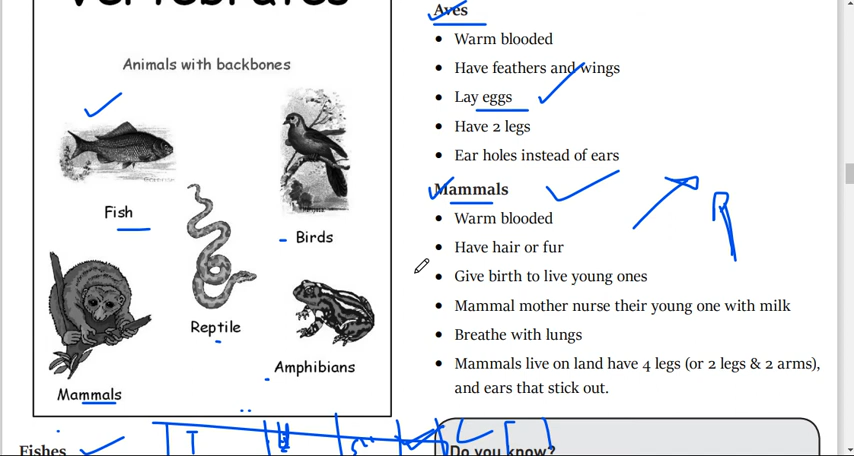 Vertebrates
Animals with backbones
Fish
Birds
Reptile
Amphibians
Mammals
Fishes
Aves
Warm blooded
Have feathers and wings
Lay eggs
Have 2 legs
Ear holes instead of ears
Mammals
Warm blooded
Have hair or fur
Give birth to live young ones
Mammal mother nurse their young one with milk
Breathe with lungs
Mammals live on land have 4 legs (or 2 legs & 2 arms),
and ears that stick out.
Do you know?